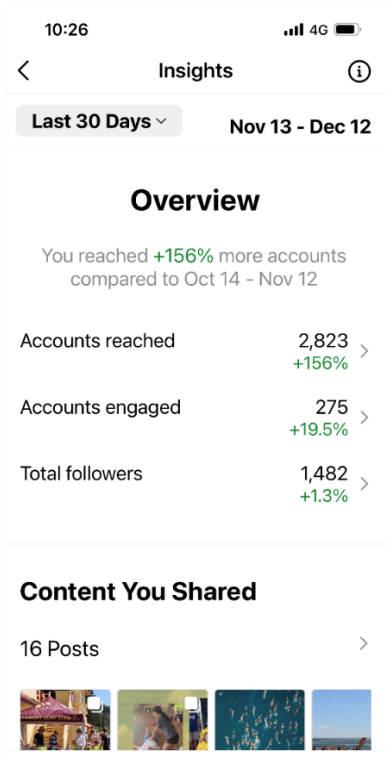 10:26
4G
Insights
Last 30 Days
Nov 13 - Dec 12
Overview
You reached +156% more accounts
compared to Oct 14 - Nov 12
Accounts reached
2,823
+156%
Accounts engaged
275
+19.5%
Total followers
1,482
+1.3%
Content You Shared
16 Posts